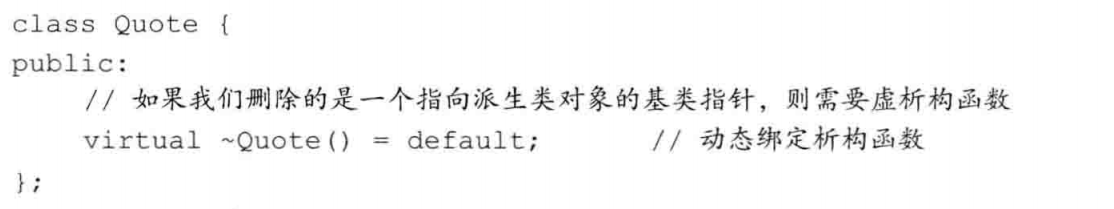 class Quote {
public:
    // 如果我们删除的是一个指向派生类对象的基类指针，则需要虚析构函数
    virtual ~Quote() = default;        // 动态绑定析构函数
};